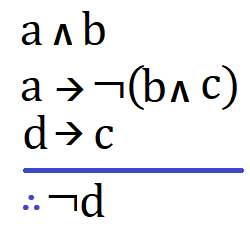 a ∧ b
a → ¬(b ∧ c)
d → c
∴ ¬d